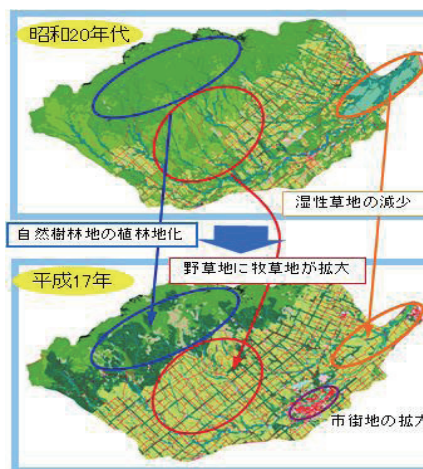 昭和20年代
湿性草地の減少
自然樹林地の植林地化
野草地に牧草地が拡大
平成17年
市街地の拡大